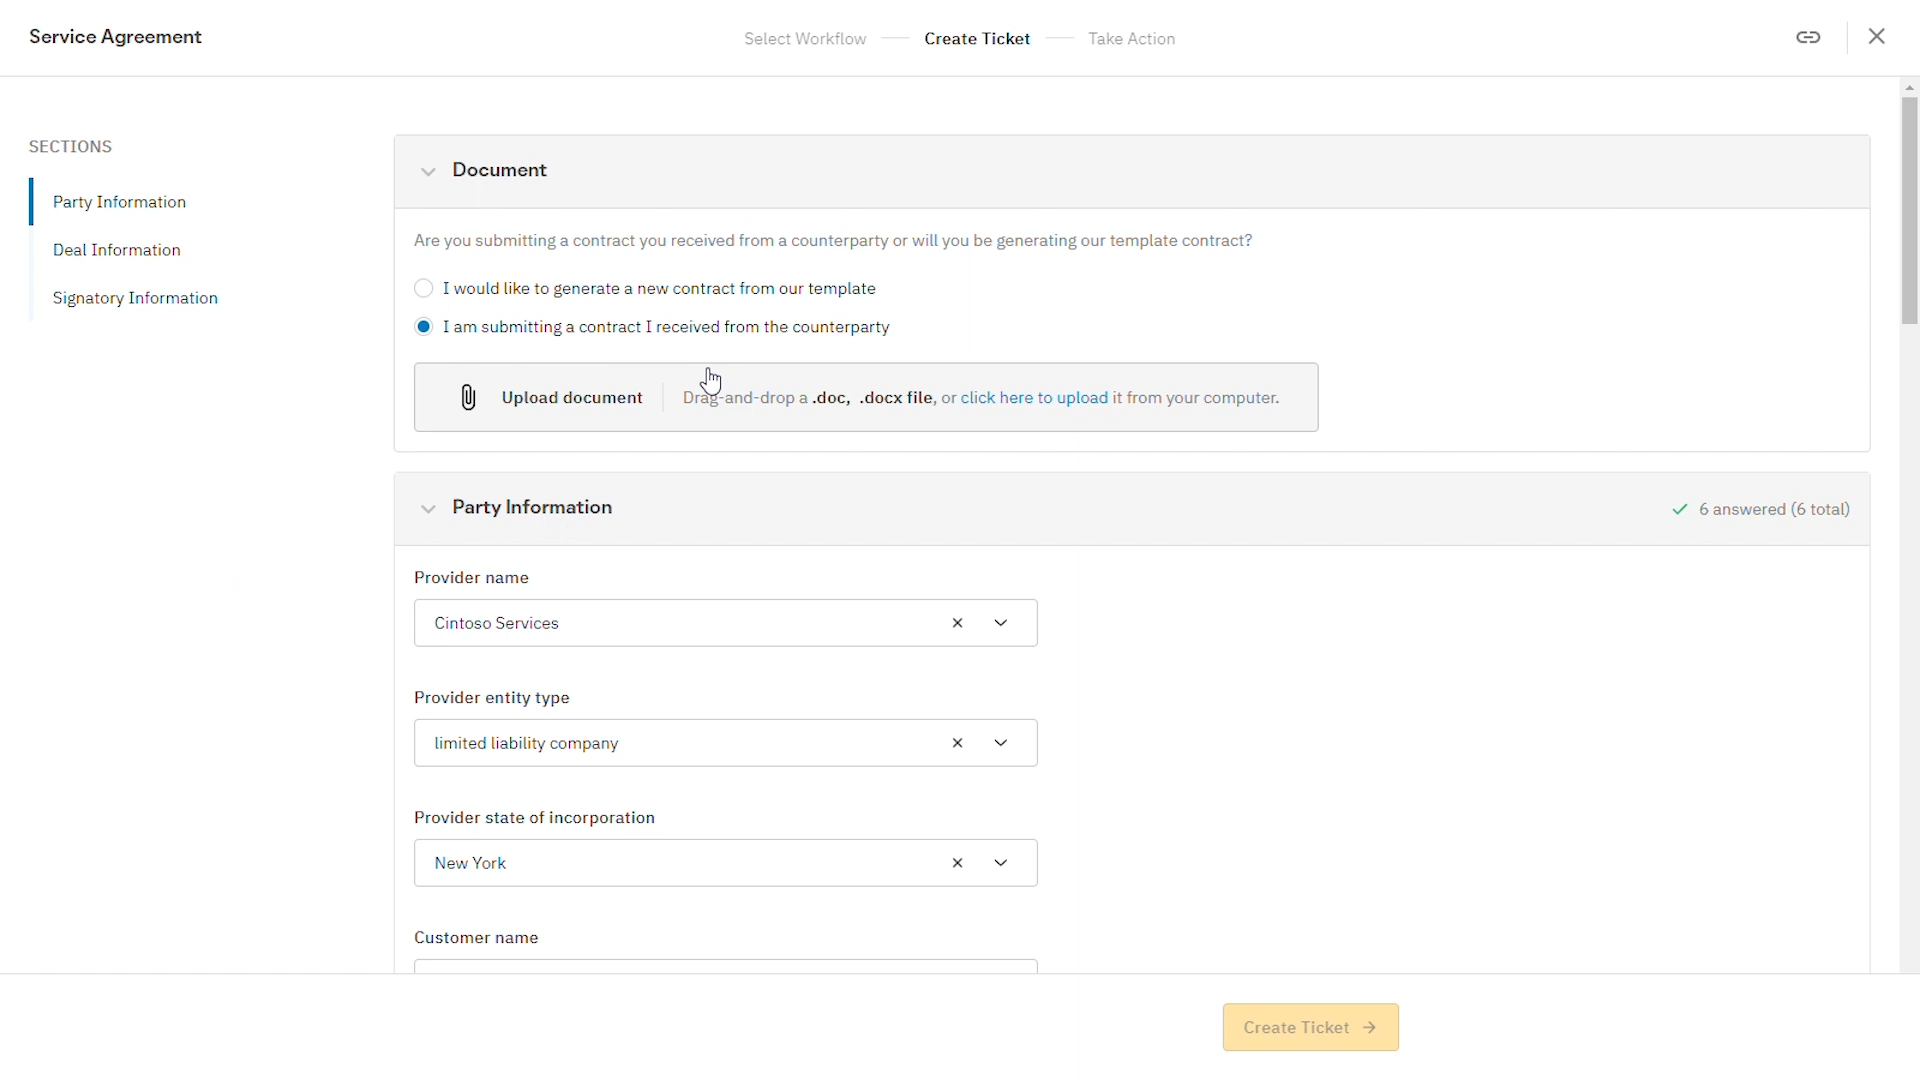 Service Agreement
Select Workflow
Create Ticket
Take Action
SECTIONS
Party Information
Deal Information
Signatory Information
Document
Are you submitting a contract you received from a counterparty or will you be generating our template contract?
I would like to generate a new contract from our template
I am submitting a contract I received from the counterparty
Upload document
Drag-and-drop a .doc, .docx file, or click here to upload it from your computer.
Party Information
6 answered (6 total)
Provider name
Cintoso Services
Provider entity type
limited liability company
Provider state of incorporation
New York
Customer name
Create Ticket